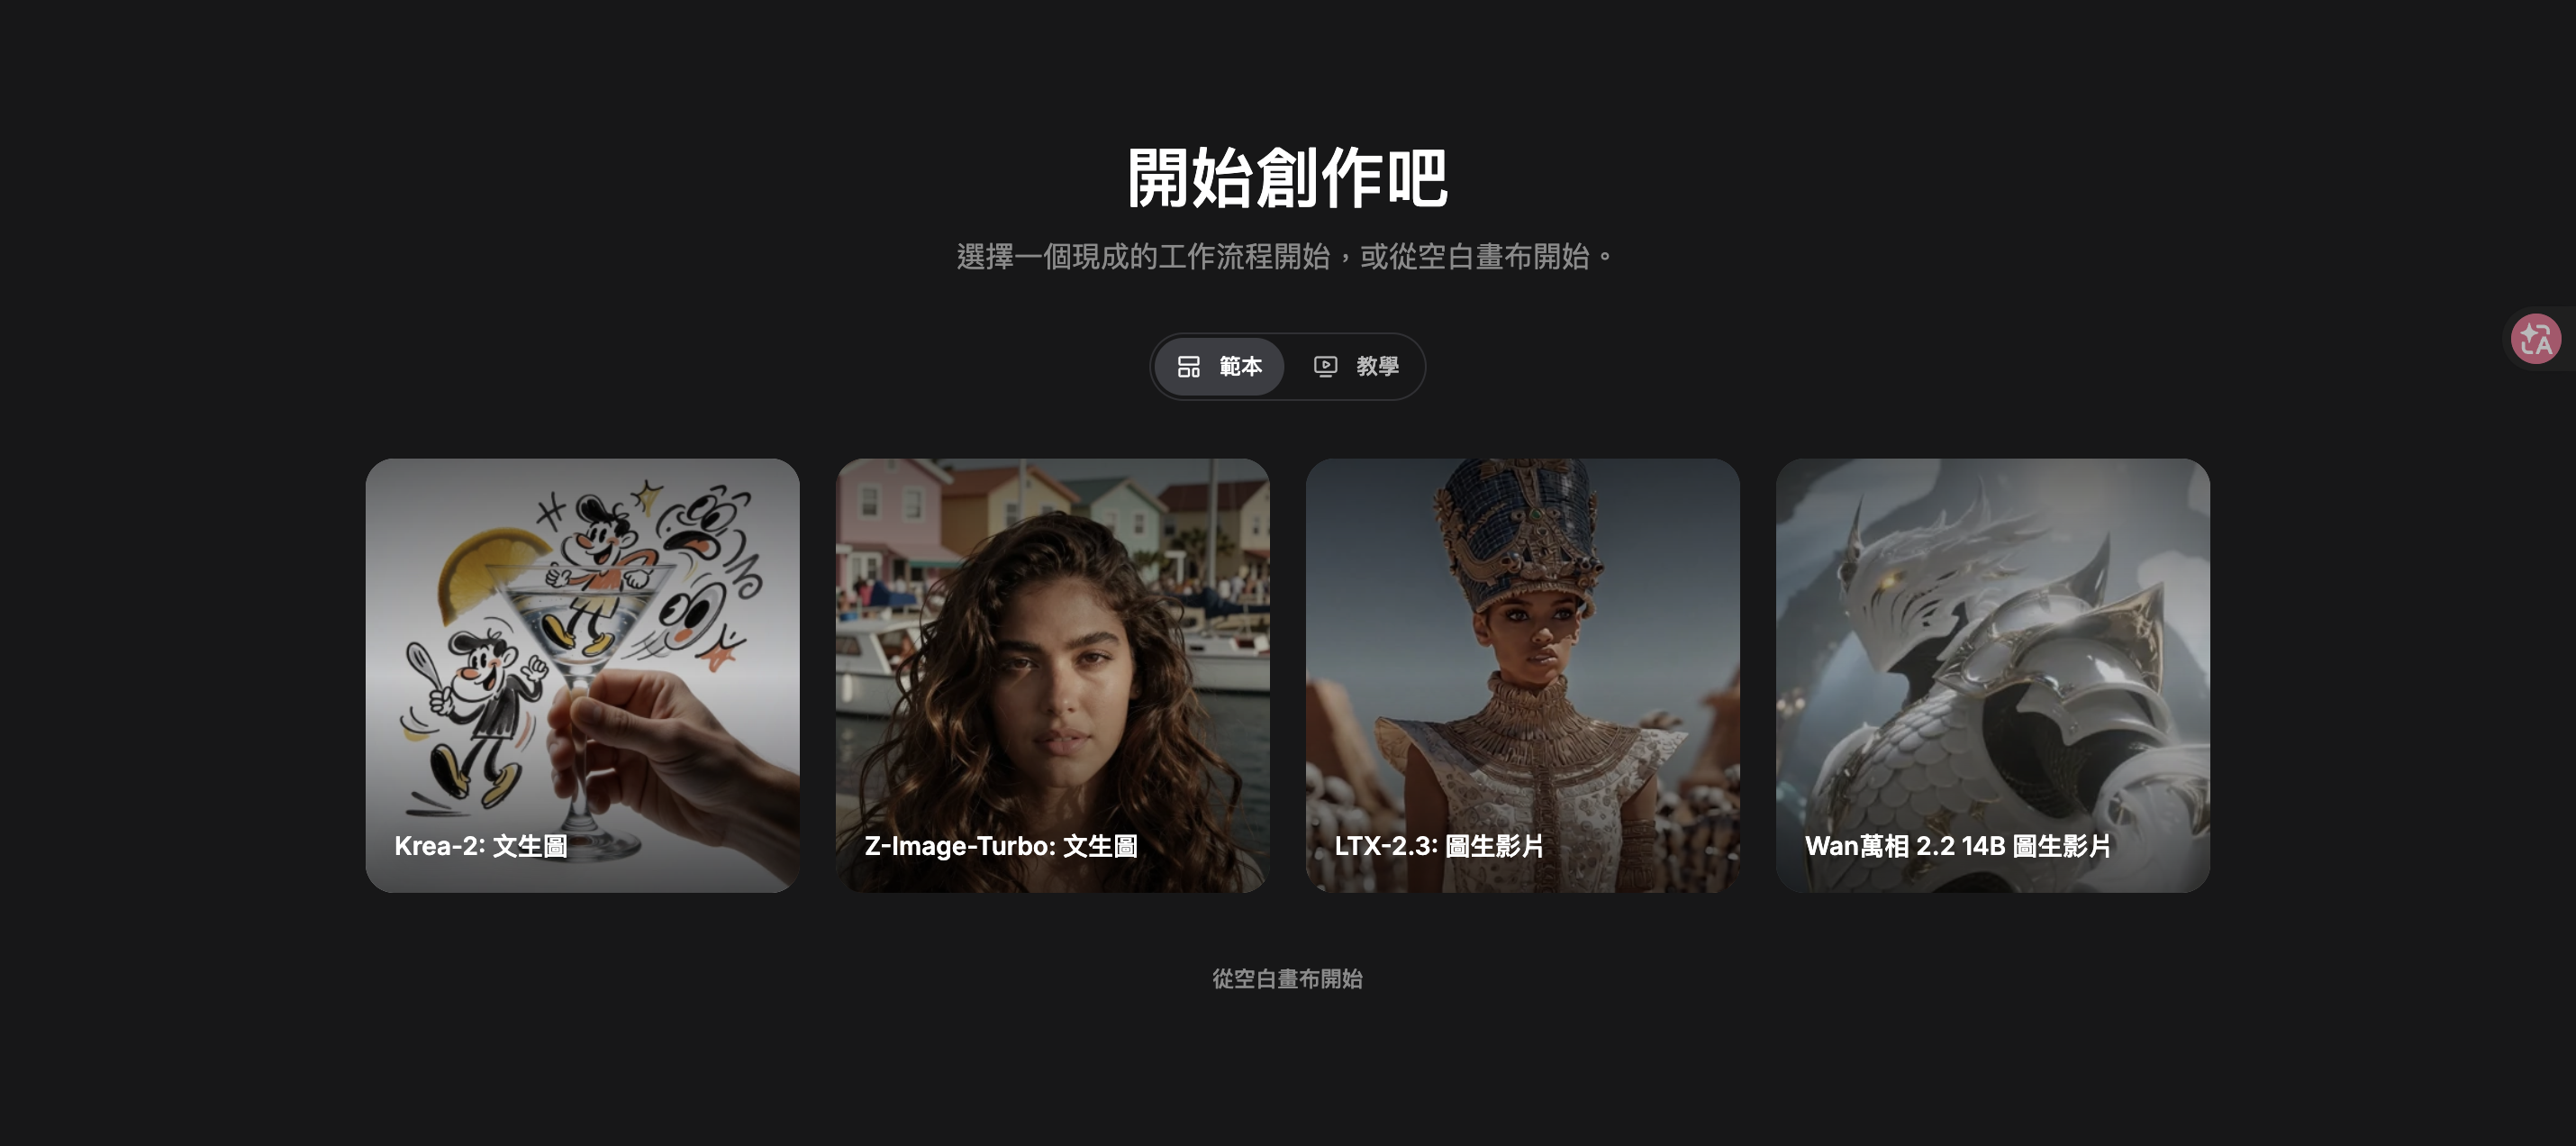 開始創作吧
選擇一個現成的工作流程開始，或從空白畫布開始。
範本
教學
Krea-2: 文生圖
Z-Image-Turbo: 文生圖
LTX-2.3: 圖生影片
Wan萬相 2.2 14B 圖生影片
從空白畫布開始